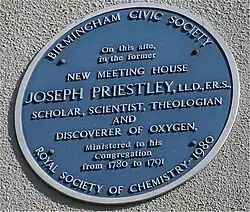 BIRMINGHAM CIVIC SOCIETY
On this site,
in the former
NEW MEETING HOUSE
JOSEPH PRIESTLEY, LL.D., F.R.S.,
SCHOLAR, SCIENTIST, THEOLOGIAN
AND
DISCOVERER OF OXYGEN,
Ministered to his
Congregation
from 1780 to 1791
ROYAL SOCIETY OF CHEMISTRY-1980